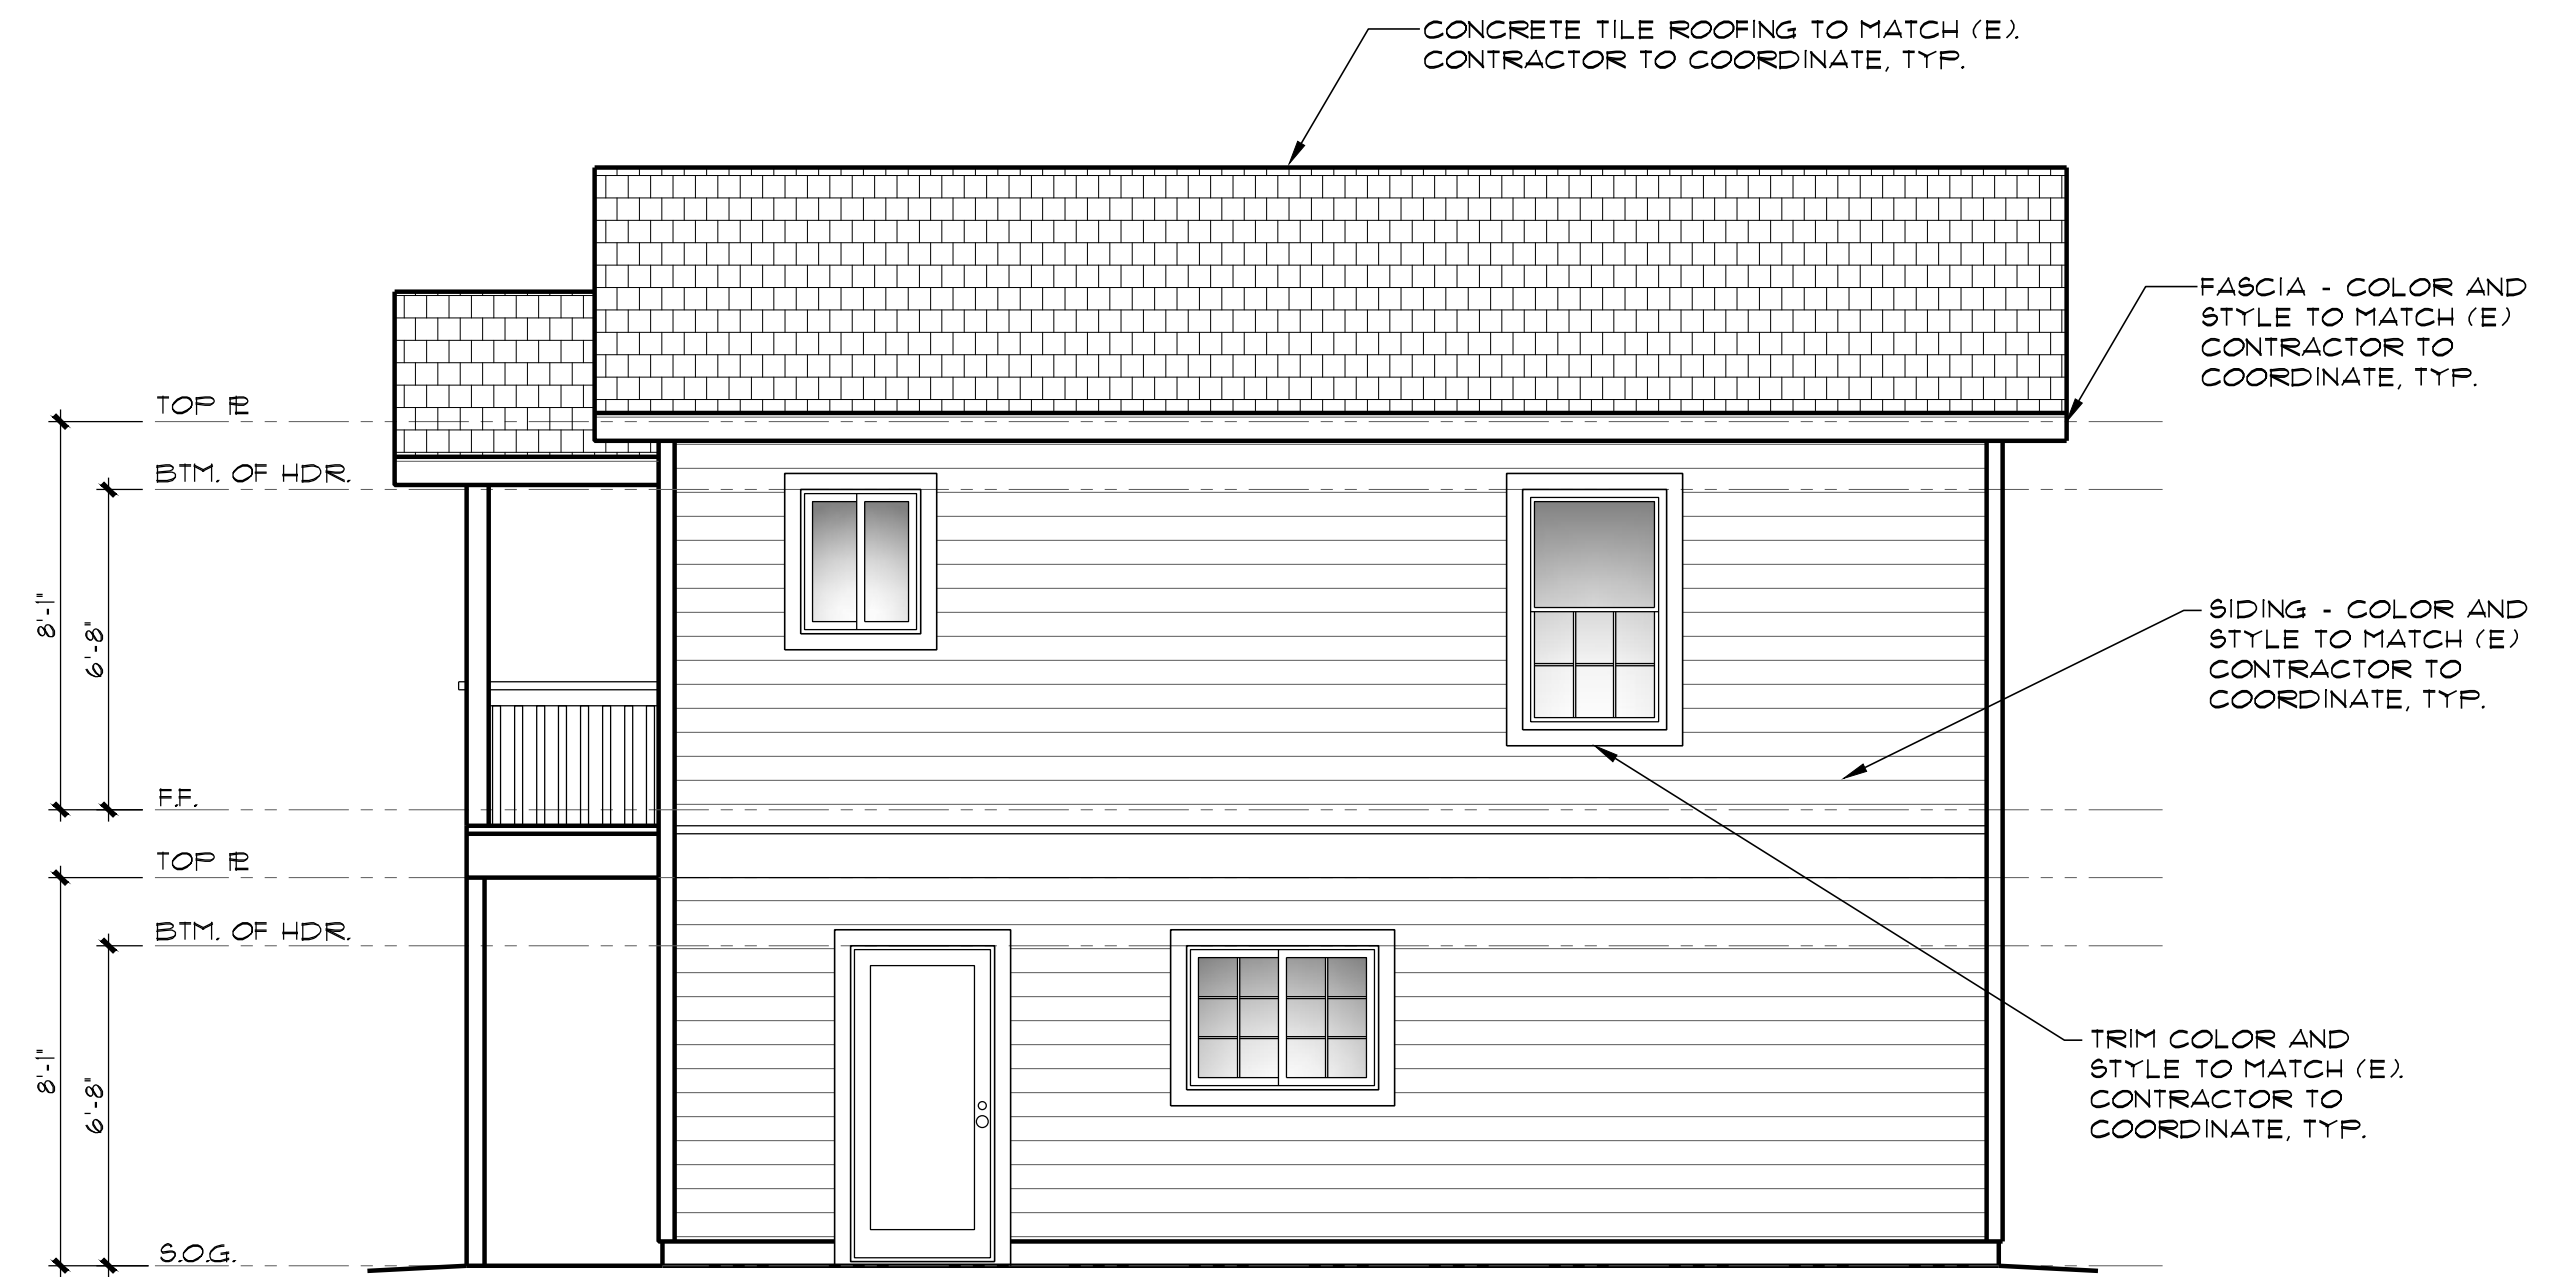 CONCRETE TILE ROOFING TO MATCH (E).
CONTRACTOR TO COORDINATE, TYP.
FASCIA - COLOR AND
STYLE TO MATCH (E)
CONTRACTOR TO
COORDINATE, TYP.
TOP PL
BTM. OF HDR.
8'-1"
6'-8"
SIDING - COLOR AND
STYLE TO MATCH (E)
CONTRACTOR TO
COORDINATE, TYP.
F.F.
TOP PL
BTM. OF HDR.
8'-1"
6'-8"
TRIM COLOR AND
STYLE TO MATCH (E).
CONTRACTOR TO
COORDINATE, TYP.
S.O.G.